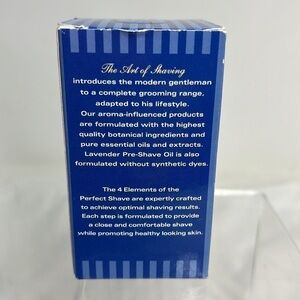 The Art of Shaving
introduces the modern gentleman
to a complete grooming range,
adapted to his lifestyle.
Our aroma-influenced products
are formulated with the highest
quality botanical ingredients and
pure essential oils and extracts.
Lavender Pre-Shave Oil is also
formulated without synthetic dyes.
The 4 Elements of the
Perfect Shave are expertly crafted
to achieve optimal shaving results.
Each step is formulated to provide
a close and comfortable shave
while promoting healthy looking skin.